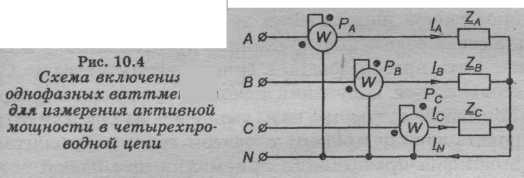 Рис. 10.4
Схема включения
однофазных ваттме
для измерения активной
мощности в четырехпро-
водной цепи
A W P_A I_A Z_A
B W P_B I_B Z_B
C W P_C I_C Z_C
N I_N